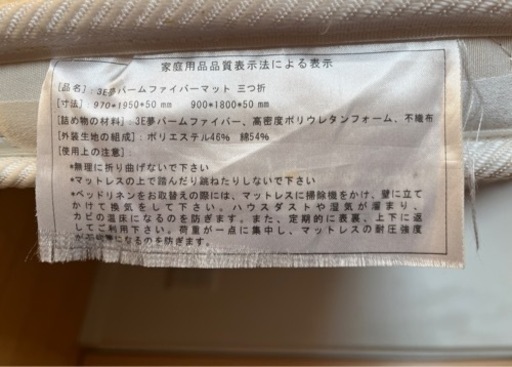 家庭用品品質表示法による表示
[品名]:3E夢パームファイバーマット 三つ折
[寸法] 970*1950*50 mm 900*1800*50 mm
[詰め物の材料]:3E夢パームファイバー、高密度ポリウレタンフォーム、不織布
[外装生地の組成]:ポリエステル46% 綿54%
[使用上の注意]:
*無理に折り曲げないで下さい
*マットレスの上で踏んだり跳ねたりしないで下さい
*ベッドリネンをお取替えの際には、マットレスに掃除機をかけ、壁に立て
かけて換気をして下さい。ハウスダストや湿気が溜まり、
カビの温床になるのを防ぎます。また、定期的に表裏、上下に返
してご利用下さい。荷重が一点に集中し、マットレスの耐圧強度
になるのを防ぎます。